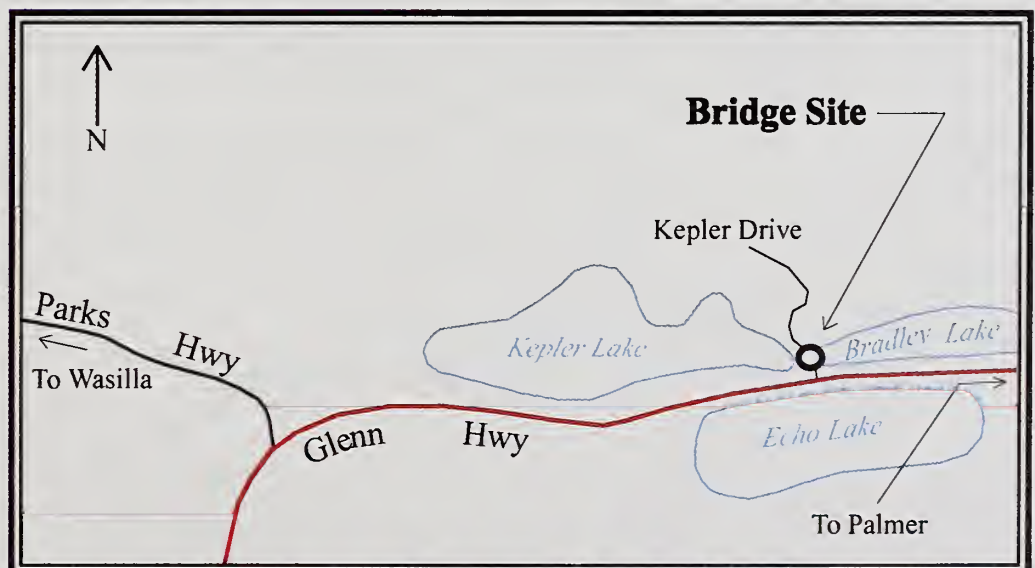 N
Bridge Site
Kepler Drive
Parks Hwy
To Wasilla
Kepler Lake
Bradley Lake
Glenn Hwy
Echo Lake
To Palmer